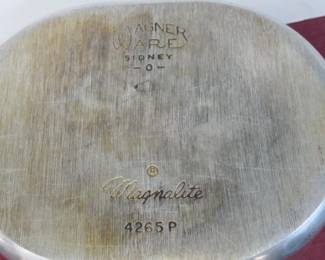 WAGNER
WARE
SIDNEY
-O-
Magnalite
4265 P